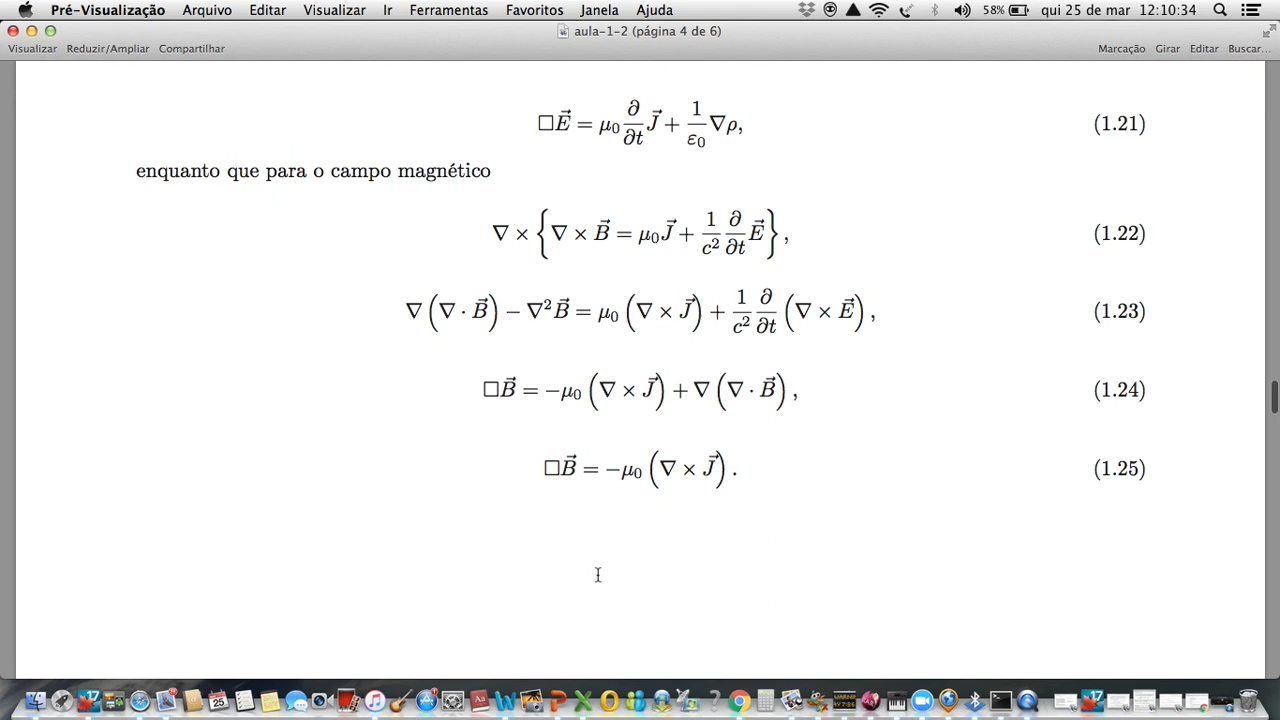 Pré-Visualização Arquivo Editar Visualizar Ir Ferramentas Favoritos Janela Ajuda 58% qui 25 de mar 12:10:34
aula-1-2 (página 4 de 6)
Visualizar Reduzir/Ampliar Compartilhar Marcação Girar Editar Buscar...
□E⃗ = μ₀ ∂/∂t J⃗ + 1/ε₀ ∇ρ, (1.21)
enquanto que para o campo magnético
∇ × {∇ × B⃗ = μ₀J⃗ + 1/c² ∂/∂t E⃗}, (1.22)
∇(∇ · B⃗) − ∇²B⃗ = μ₀(∇ × J⃗) + 1/c² ∂/∂t (∇ × E⃗), (1.23)
□B⃗ = −μ₀(∇ × J⃗) + ∇(∇ · B⃗), (1.24)
□B⃗ = −μ₀(∇ × J⃗). (1.25)
17 25 17